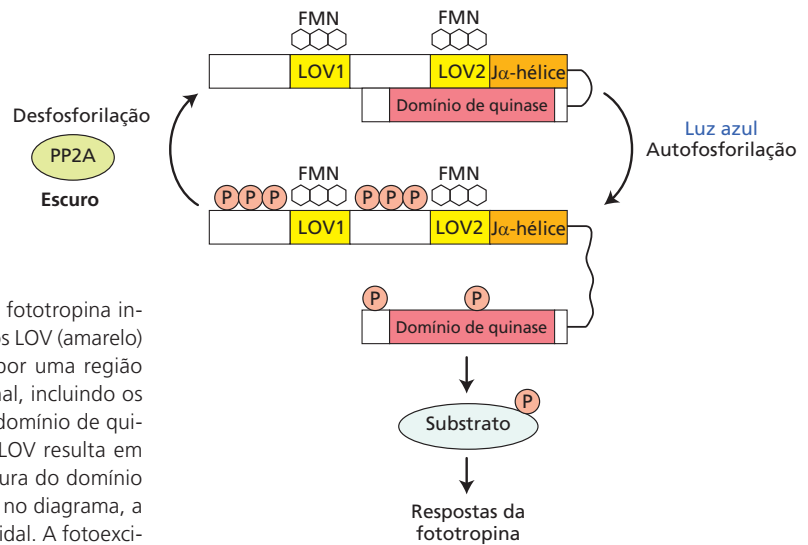 FMN
FMN
LOV1
LOV2
Jα-hélice
Domínio de quinase
Desfosforilação
PP2A
Escuro
Luz azul
Autofosforilação
P P P
FMN
P P P
FMN
LOV1
LOV2
Jα-hélice
P
P
Domínio de quinase
P
Substrato
Respostas da
fototropina
fototropina in-
s LOV (amarelo)
por uma região
al, incluindo os
domínio de qui-
LOV resulta em
ura do domínio
no diagrama, a
idal. A fotoexci-